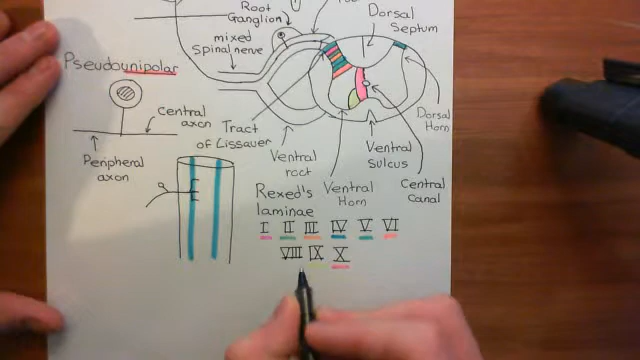 Root
Ganglion
mixed
Spinal nerve
Dorsal
Septum
Pseudounipolar
Central
axon
Peripheral
axon
Tract
of Lissauer
Ventral
root
Ventral
Horn
Ventral
Sulcus
Central
Canal
Dorsal
Horn
Rexed's
laminae
I II III IV V VI
VIII IX X